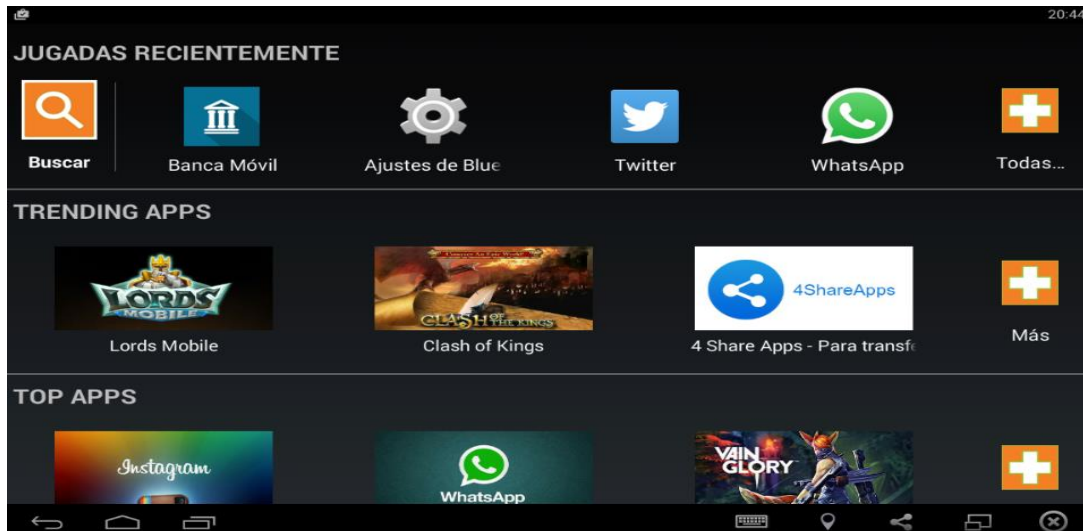 20:44
JUGADAS RECIENTEMENTE
Buscar
Banca Móvil
Ajustes de Blue
Twitter
WhatsApp
Todas...
TRENDING APPS
LORDS
MOBILE
CLASH OF THE KINGS
4ShareApps
Lords Mobile
Clash of Kings
4 Share Apps - Para transfe
Más
TOP APPS
Instagram
WhatsApp
VAIN
GLORY